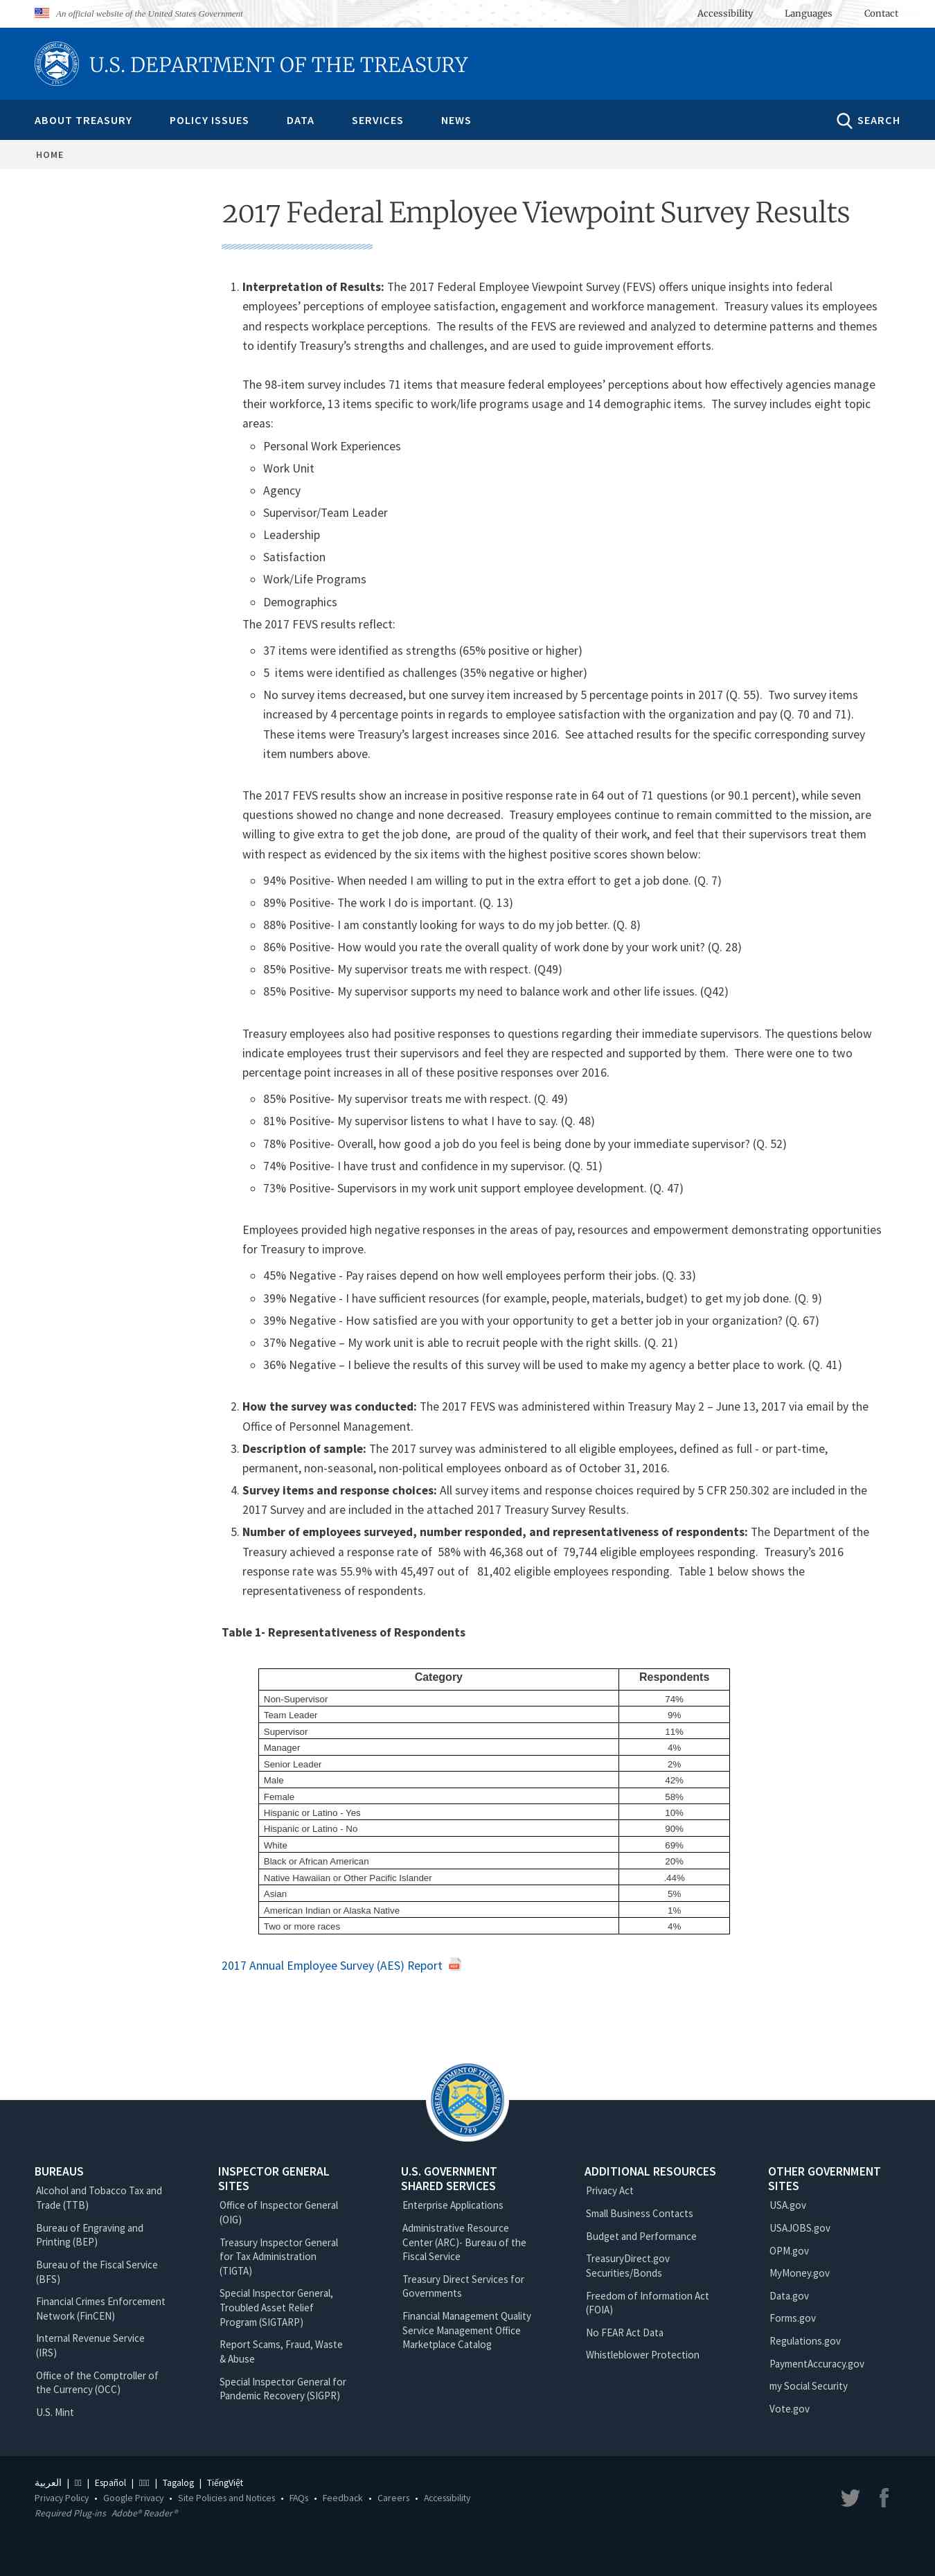 An official website of the United States Government
Accessibility Languages Contact
U.S. DEPARTMENT OF THE TREASURY
ABOUT TREASURY POLICY ISSUES DATA SERVICES NEWS SEARCH
HOME
2017 Federal Employee Viewpoint Survey Results
1. Interpretation of Results: The 2017 Federal Employee Viewpoint Survey (FEVS) offers unique insights into federal
employees’ perceptions of employee satisfaction, engagement and workforce management. Treasury values its employees
and respects workplace perceptions. The results of the FEVS are reviewed and analyzed to determine patterns and themes
to identify Treasury’s strengths and challenges, and are used to guide improvement efforts.
The 98-item survey includes 71 items that measure federal employees’ perceptions about how effectively agencies manage
their workforce, 13 items specific to work/life programs usage and 14 demographic items. The survey includes eight topic
areas:
Personal Work Experiences
Work Unit
Agency
Supervisor/Team Leader
Leadership
Satisfaction
Work/Life Programs
Demographics
The 2017 FEVS results reflect:
37 items were identified as strengths (65% positive or higher)
5 items were identified as challenges (35% negative or higher)
No survey items decreased, but one survey item increased by 5 percentage points in 2017 (Q. 55). Two survey items
increased by 4 percentage points in regards to employee satisfaction with the organization and pay (Q. 70 and 71).
These items were Treasury’s largest increases since 2016. See attached results for the specific corresponding survey
item numbers above.
The 2017 FEVS results show an increase in positive response rate in 64 out of 71 questions (or 90.1 percent), while seven
questions showed no change and none decreased. Treasury employees continue to remain committed to the mission, are
willing to give extra to get the job done, are proud of the quality of their work, and feel that their supervisors treat them
with respect as evidenced by the six items with the highest positive scores shown below:
94% Positive- When needed I am willing to put in the extra effort to get a job done. (Q. 7)
89% Positive- The work I do is important. (Q. 13)
88% Positive- I am constantly looking for ways to do my job better. (Q. 8)
86% Positive- How would you rate the overall quality of work done by your work unit? (Q. 28)
85% Positive- My supervisor treats me with respect. (Q49)
85% Positive- My supervisor supports my need to balance work and other life issues. (Q42)
Treasury employees also had positive responses to questions regarding their immediate supervisors. The questions below
indicate employees trust their supervisors and feel they are respected and supported by them. There were one to two
percentage point increases in all of these positive responses over 2016.
85% Positive- My supervisor treats me with respect. (Q. 49)
81% Positive- My supervisor listens to what I have to say. (Q. 48)
78% Positive- Overall, how good a job do you feel is being done by your immediate supervisor? (Q. 52)
74% Positive- I have trust and confidence in my supervisor. (Q. 51)
73% Positive- Supervisors in my work unit support employee development. (Q. 47)
Employees provided high negative responses in the areas of pay, resources and empowerment demonstrating opportunities
for Treasury to improve.
45% Negative - Pay raises depend on how well employees perform their jobs. (Q. 33)
39% Negative - I have sufficient resources (for example, people, materials, budget) to get my job done. (Q. 9)
39% Negative - How satisfied are you with your opportunity to get a better job in your organization? (Q. 67)
37% Negative – My work unit is able to recruit people with the right skills. (Q. 21)
36% Negative – I believe the results of this survey will be used to make my agency a better place to work. (Q. 41)
2. How the survey was conducted: The 2017 FEVS was administered within Treasury May 2 – June 13, 2017 via email by the
Office of Personnel Management.
3. Description of sample: The 2017 survey was administered to all eligible employees, defined as full - or part-time,
permanent, non-seasonal, non-political employees onboard as of October 31, 2016.
4. Survey items and response choices: All survey items and response choices required by 5 CFR 250.302 are included in the
2017 Survey and are included in the attached 2017 Treasury Survey Results.
5. Number of employees surveyed, number responded, and representativeness of respondents: The Department of the
Treasury achieved a response rate of 58% with 46,368 out of 79,744 eligible employees responding. Treasury’s 2016
response rate was 55.9% with 45,497 out of 81,402 eligible employees responding. Table 1 below shows the
representativeness of respondents.
Table 1- Representativeness of Respondents
Category Respondents
Non-Supervisor 74%
Team Leader 9%
Supervisor 11%
Manager 4%
Senior Leader 2%
Male 42%
Female 58%
Hispanic or Latino - Yes 10%
Hispanic or Latino - No 90%
White 69%
Black or African American 20%
Native Hawaiian or Other Pacific Islander .44%
Asian 5%
American Indian or Alaska Native 1%
Two or more races 4%
2017 Annual Employee Survey (AES) Report
THE DEPARTMENT OF THE TREASURY
1789
BUREAUS
Alcohol and Tobacco Tax and
Trade (TTB)
Bureau of Engraving and
Printing (BEP)
Bureau of the Fiscal Service
(BFS)
Financial Crimes Enforcement
Network (FinCEN)
Internal Revenue Service
(IRS)
Office of the Comptroller of
the Currency (OCC)
U.S. Mint
INSPECTOR GENERAL
SITES
Office of Inspector General
(OIG)
Treasury Inspector General
for Tax Administration
(TIGTA)
Special Inspector General,
Troubled Asset Relief
Program (SIGTARP)
Report Scams, Fraud, Waste
& Abuse
Special Inspector General for
Pandemic Recovery (SIGPR)
U.S. GOVERNMENT
SHARED SERVICES
Enterprise Applications
Administrative Resource
Center (ARC)- Bureau of the
Fiscal Service
Treasury Direct Services for
Governments
Financial Management Quality
Service Management Office
Marketplace Catalog
ADDITIONAL RESOURCES
Privacy Act
Small Business Contacts
Budget and Performance
TreasuryDirect.gov
Securities/Bonds
Freedom of Information Act
(FOIA)
No FEAR Act Data
Whistleblower Protection
OTHER GOVERNMENT
SITES
USA.gov
USAJOBS.gov
OPM.gov
MyMoney.gov
Data.gov
Forms.gov
Regulations.gov
PaymentAccuracy.gov
my Social Security
Vote.gov
العربية | | Español | | Tagalog | TiếngViệt
Privacy Policy • Google Privacy • Site Policies and Notices • FAQs • Feedback • Careers • Accessibility
Required Plug-ins Adobe® Reader®